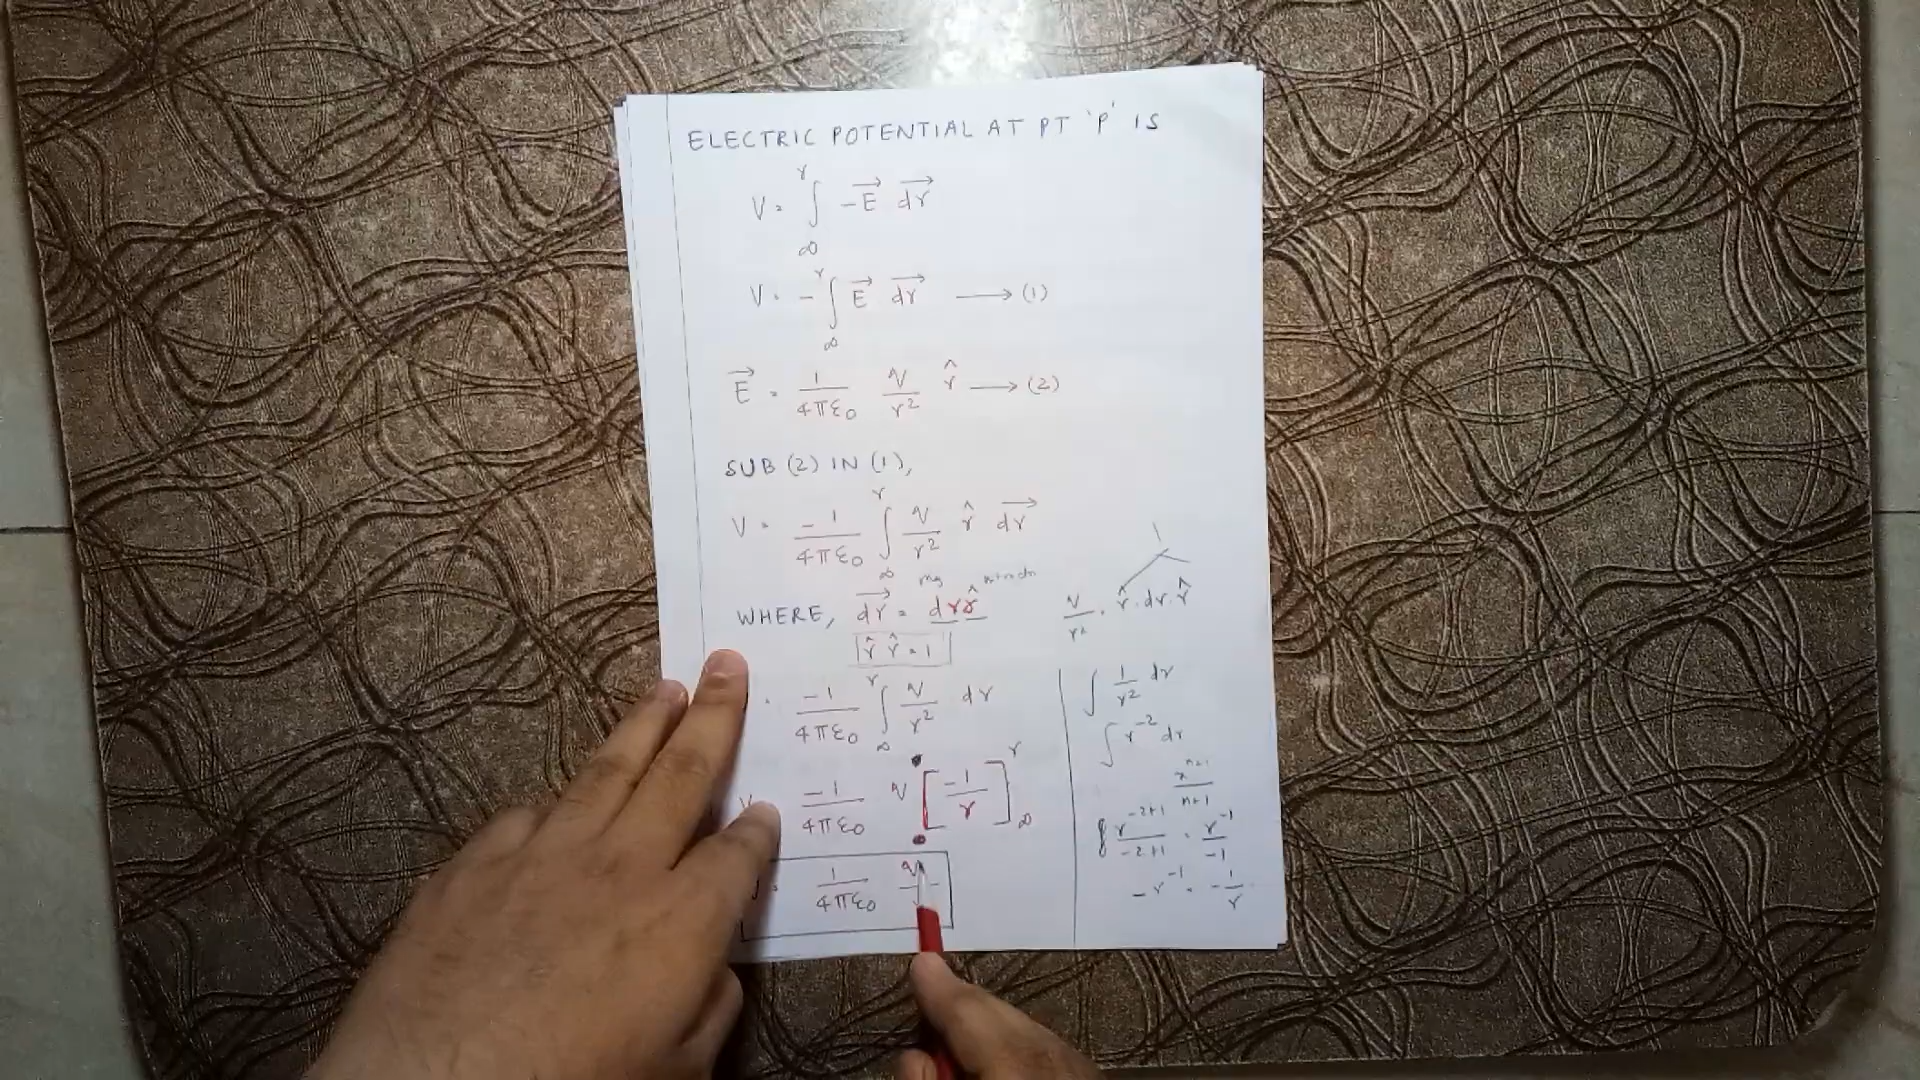 ELECTRIC POTENTIAL AT PT 'P' IS
V = ∫_∞^r -E⃗ dr⃗
V = -∫_∞^r E⃗ dr⃗ ⟶ (1)
E⃗ = 1/4πε₀ q/r² r̂ ⟶ (2)
SUB (2) IN (1),
V = -1/4πε₀ ∫_∞^r q/r² r̂ dr⃗
WHERE, dr⃗ = dr r̂
r̂ r̂ = 1
= -1/4πε₀ ∫_∞^r q/r² dr
V -1/4πε₀ q [-1/r]_∞^r
V = 1/4πε₀ q
q/r² · r̂ · dr · r̂
∫ 1/r² dr
∫ r⁻² dr
x^(n+1)/n+1
r^(-2+1)/-2+1 = r⁻¹/-1
-r⁻¹ = -1/r